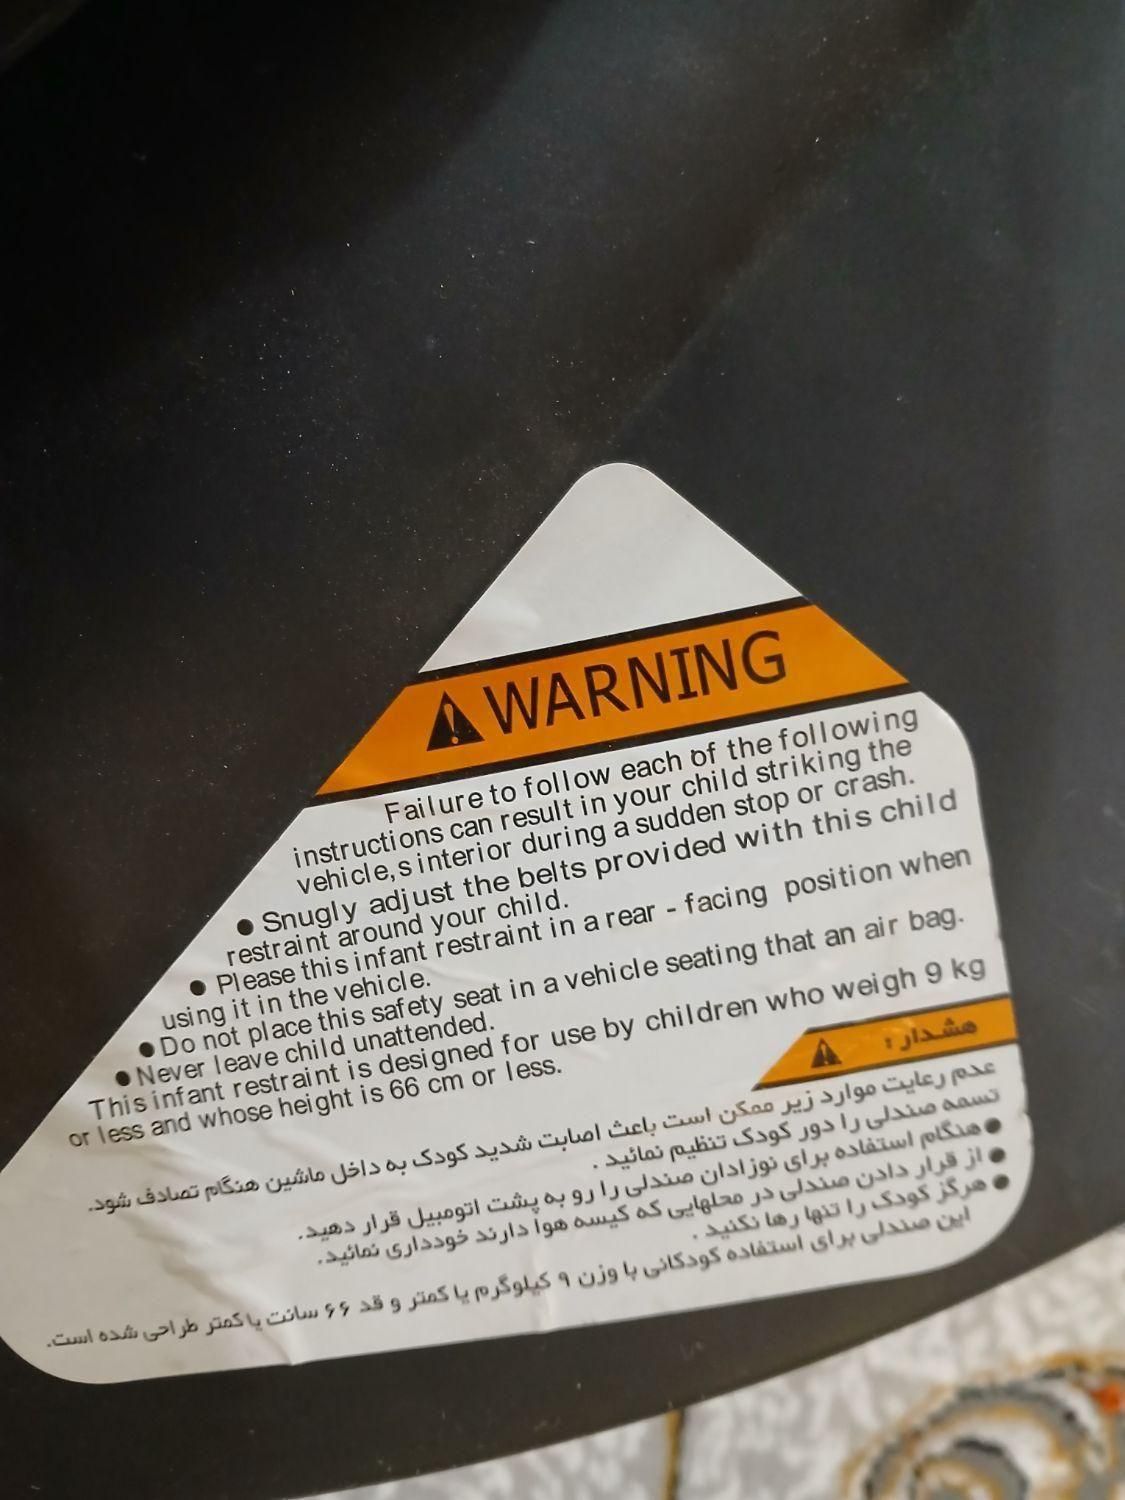 WARNING
Failure to follow each of the following
instructions can result in your child striking the
vehicle,s interior during a sudden stop or crash.
● Snugly adjust the belts provided with this child
restraint around your child.
● Please this infant restraint in a rear - facing position when
using it in the vehicle.
● Do not place this safety seat in a vehicle seating that an air bag.
● Never leave child unattended.
This infant restraint is designed for use by children who weigh 9 kg
or less and whose height is 66 cm or less.
هشدار :
عدم رعایت موارد زیر ممکن است باعث اصابت شدید کودک به داخل ماشین هنگام تصادف شود.
تسمه صندلی را دور کودک تنظیم نمائید .
● هنگام استفاده برای نوزادان صندلی را رو به پشت اتومبیل قرار دهید.
● از قرار دادن صندلی در محلهایی که کیسه هوا دارند خودداری نمائید.
● هرگز کودک را تنها رها نکنید .
این صندلی برای استفاده کودکانی با وزن ۹ کیلوگرم یا کمتر و قد ۶۶ سانت یا کمتر طراحی شده است.